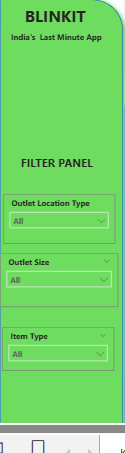 BLINKIT
India's Last Minute App
FILTER PANEL
Outlet Location Type
All
Outlet Size
All
Item Type
All